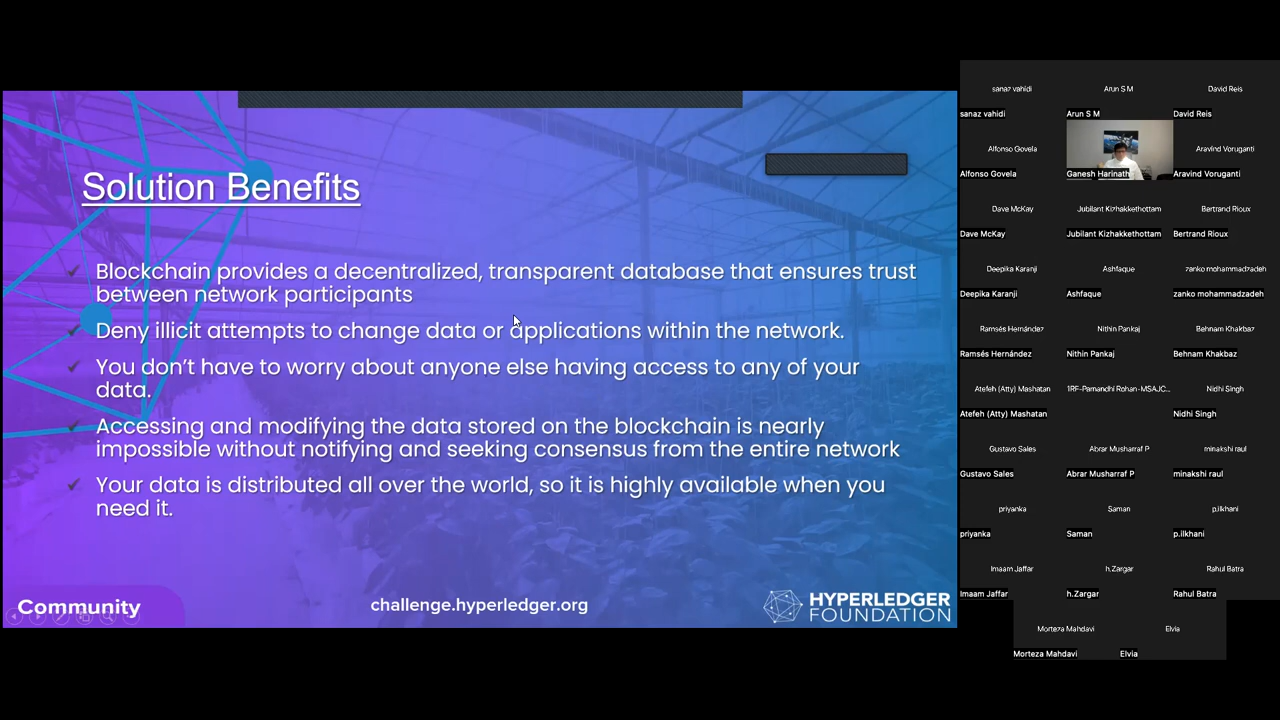 Solution Benefits
Blockchain provides a decentralized, transparent database that ensures trust
between network participants
Deny illicit attempts to change data or applications within the network.
You don't have to worry about anyone else having access to any of your
data.
Accessing and modifying the data stored on the blockchain is nearly
impossible without notifying and seeking consensus from the entire network
Your data is distributed all over the world, so it is highly available when you
need it.
Community
challenge.hyperledger.org
HYPERLEDGER
FOUNDATION
sanaz vahidi
Arun S M
David Reis
sanaz vahidi
Arun S M
David Reis
Alfonso Govela
Aravind Voruganti
Alfonso Govela
Ganesh Harinath
Aravind Voruganti
Dave McKay
Jubilant Kizhakkethottam
Bertrand Rioux
Dave McKay
Jubilant Kizhakkethottam
Bertrand Rioux
Deepika Karanji
Ashfaque
zanko mohammadzadeh
Deepika Karanji
Ashfaque
zanko mohammadzadeh
Ramsés Hernández
Nithin Pankaj
Behnam Khakbaz
Ramsés Hernández
Nithin Pankaj
Behnam Khakbaz
Atefeh (Atty) Mashatan
1RF-Pamandhi Rohan-MSAJC...
Nidhi Singh
Atefeh (Atty) Mashatan
Nidhi Singh
Gustavo Sales
Abrar Musharraf P
minakshi raul
Gustavo Sales
Abrar Musharraf P
minakshi raul
priyanka
Saman
p.ilkhani
priyanka
Saman
p.ilkhani
Imaam Jaffar
h.Zargar
Rahul Batra
Imaam Jaffar
h.Zargar
Rahul Batra
Morteza Mahdavi
Elvia
Morteza Mahdavi
Elvia